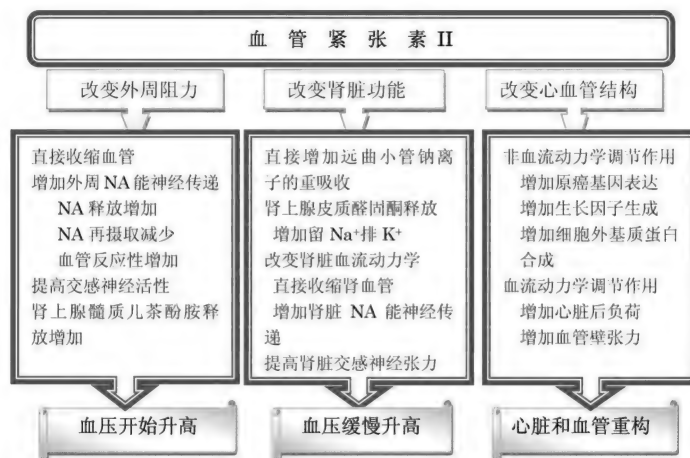 血管紧张素II
改变外周阻力
直接收缩血管
增加外周 NA 能神经传递
NA 释放增加
NA 再摄取减少
血管反应性增加
提高交感神经活性
肾上腺髓质儿茶酚胺释
放增加
血压开始升高
改变肾脏功能
直接增加远曲小管钠离
子的重吸收
肾上腺皮质醛固酮释放
增加留 Na⁺排 K⁺
改变肾脏血流动力学
直接收缩肾血管
增加肾脏 NA 能神经传
递
提高肾脏交感神经张力
血压缓慢升高
改变心血管结构
非血流动力学调节作用
增加原癌基因表达
增加生长因子生成
增加细胞外基质蛋白
合成
血流动力学调节作用
增加心脏后负荷
增加血管壁张力
心脏和血管重构